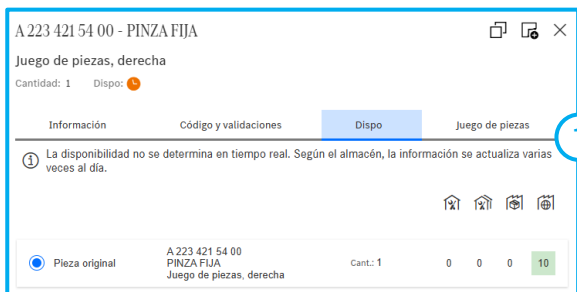 A 223 421 54 00 - PINZA FIJA
Juego de piezas, derecha
Cantidad: 1 Dispo:
Información Código y validaciones Dispo Juego de piezas
La disponibilidad no se determina en tiempo real. Según el almacén, la información se actualiza varias
veces al día.
Pieza original
A 223 421 54 00
PINZA FIJA
Juego de piezas, derecha
Cant.: 1
0 0 0 10